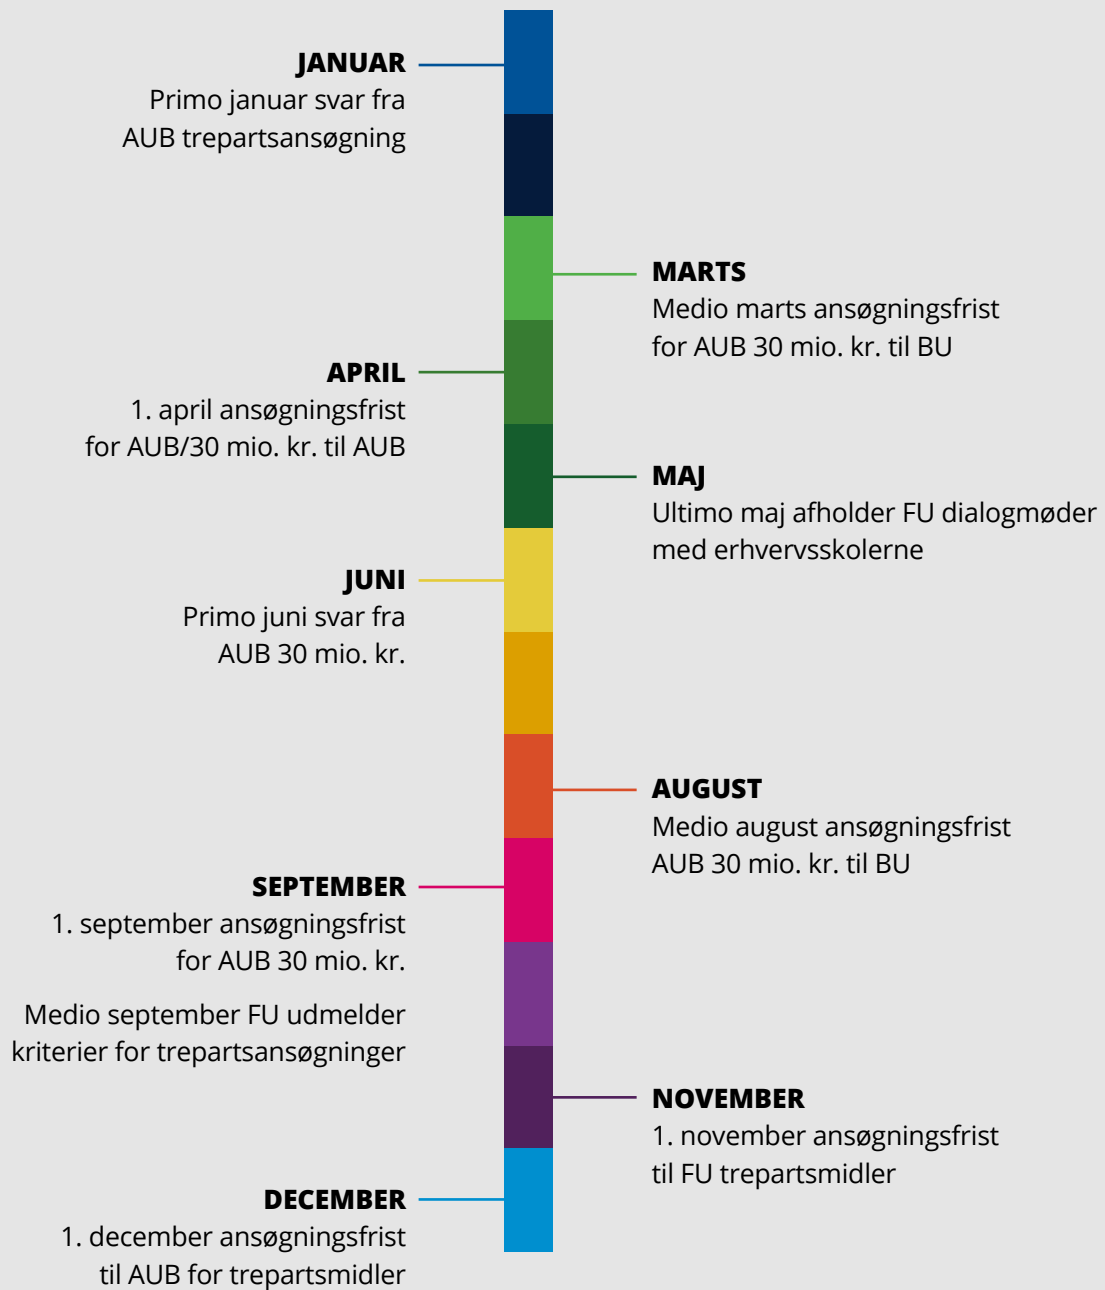 JANUAR
Primo januar svar fra
AUB trepartsansøgning
MARTS
Medio marts ansøgningsfrist
for AUB 30 mio. kr. til BU
APRIL
1. april ansøgningsfrist
for AUB/30 mio. kr. til AUB
MAJ
Ultimo maj afholder FU dialogmøder
med erhvervsskolerne
JUNI
Primo juni svar fra
AUB 30 mio. kr.
AUGUST
Medio august ansøgningsfrist
AUB 30 mio. kr. til BU
SEPTEMBER
1. september ansøgningsfrist
for AUB 30 mio. kr.
Medio september FU udmelder
kriterier for trepartsansøgninger
NOVEMBER
1. november ansøgningsfrist
til FU trepartsmidler
DECEMBER
1. december ansøgningsfrist
til AUB for trepartsmidler